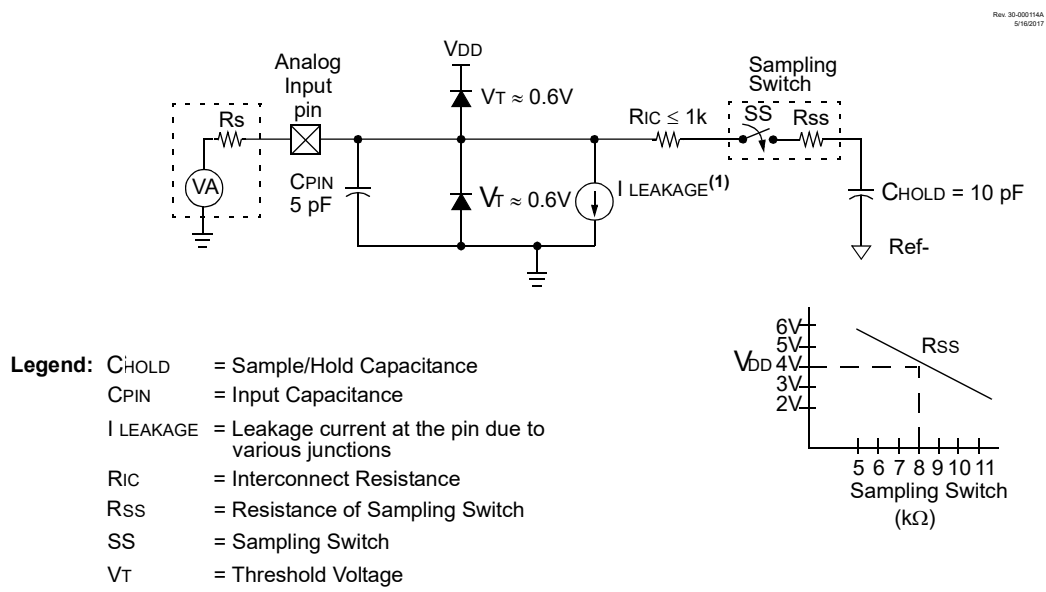 Rev. 30-000114A
5/16/2017
VDD
Analog
Input
pin
Sampling
Switch
VT ≈ 0.6V
Rs
RIC ≤ 1k
SS
Rss
VA
CPIN
5 pF
VT ≈ 0.6V
I LEAKAGE(1)
CHOLD = 10 pF
Ref-
6V
5V
VDD 4V
3V
2V
RSS
5 6 7 8 9 10 11
Sampling Switch
(kΩ)
Legend: CHOLD = Sample/Hold Capacitance
CPIN = Input Capacitance
I LEAKAGE = Leakage current at the pin due to
various junctions
RIC = Interconnect Resistance
RSS = Resistance of Sampling Switch
SS = Sampling Switch
VT = Threshold Voltage